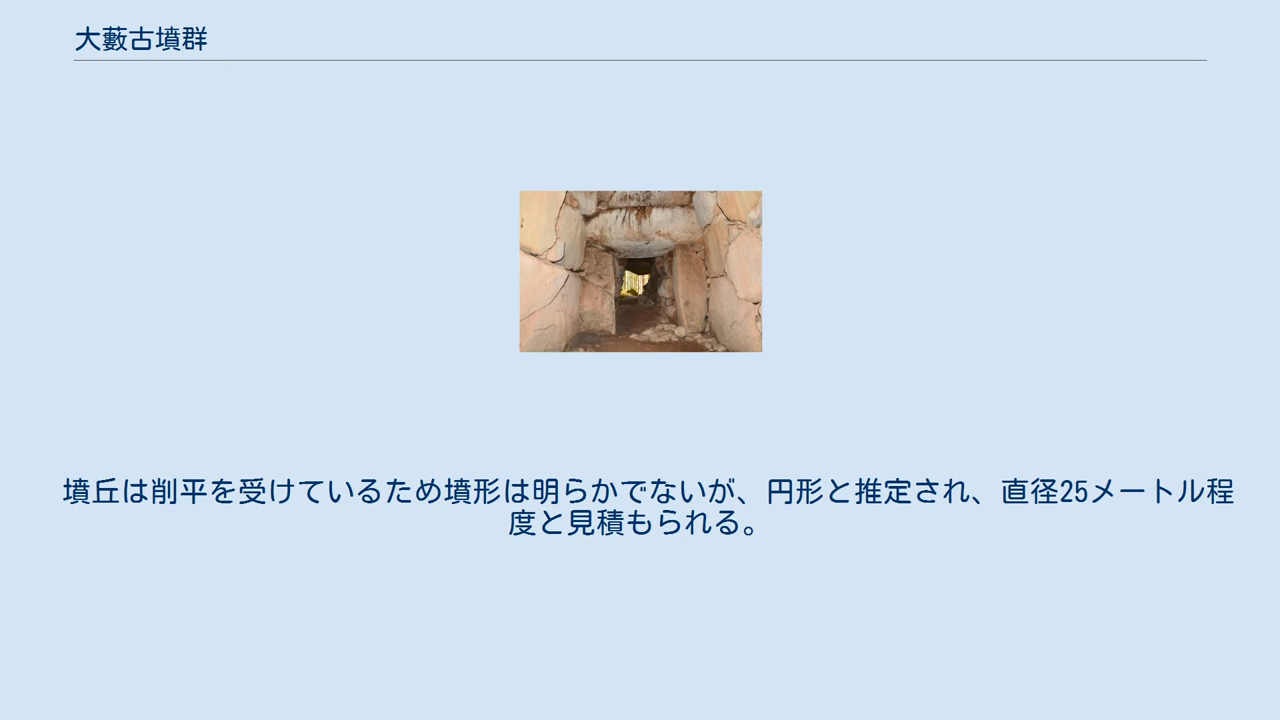 大藪古墳群
墳丘は削平を受けているため墳形は明らかでないが、円形と推定され、直径25メートル程
度と見積もられる。